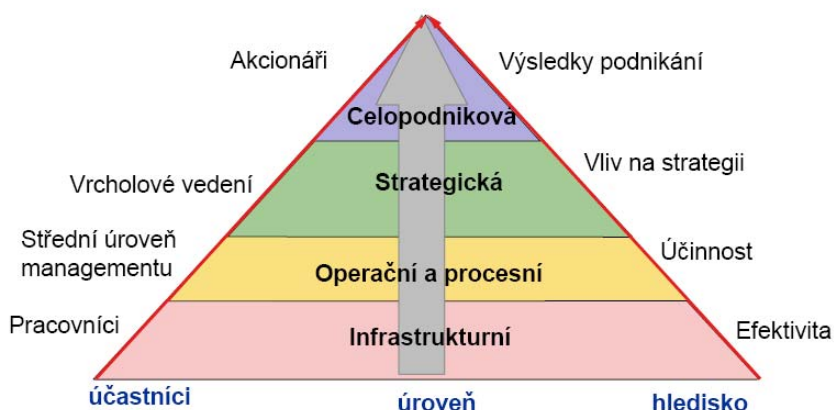 Akcionáři
Výsledky podnikání
Celopodniková
Vrcholové vedení
Strategická
Vliv na strategii
Střední úroveň
managementu
Operační a procesní
Účinnost
Pracovníci
Infrastrukturní
Efektivita
účastníci
úroveň
hledisko